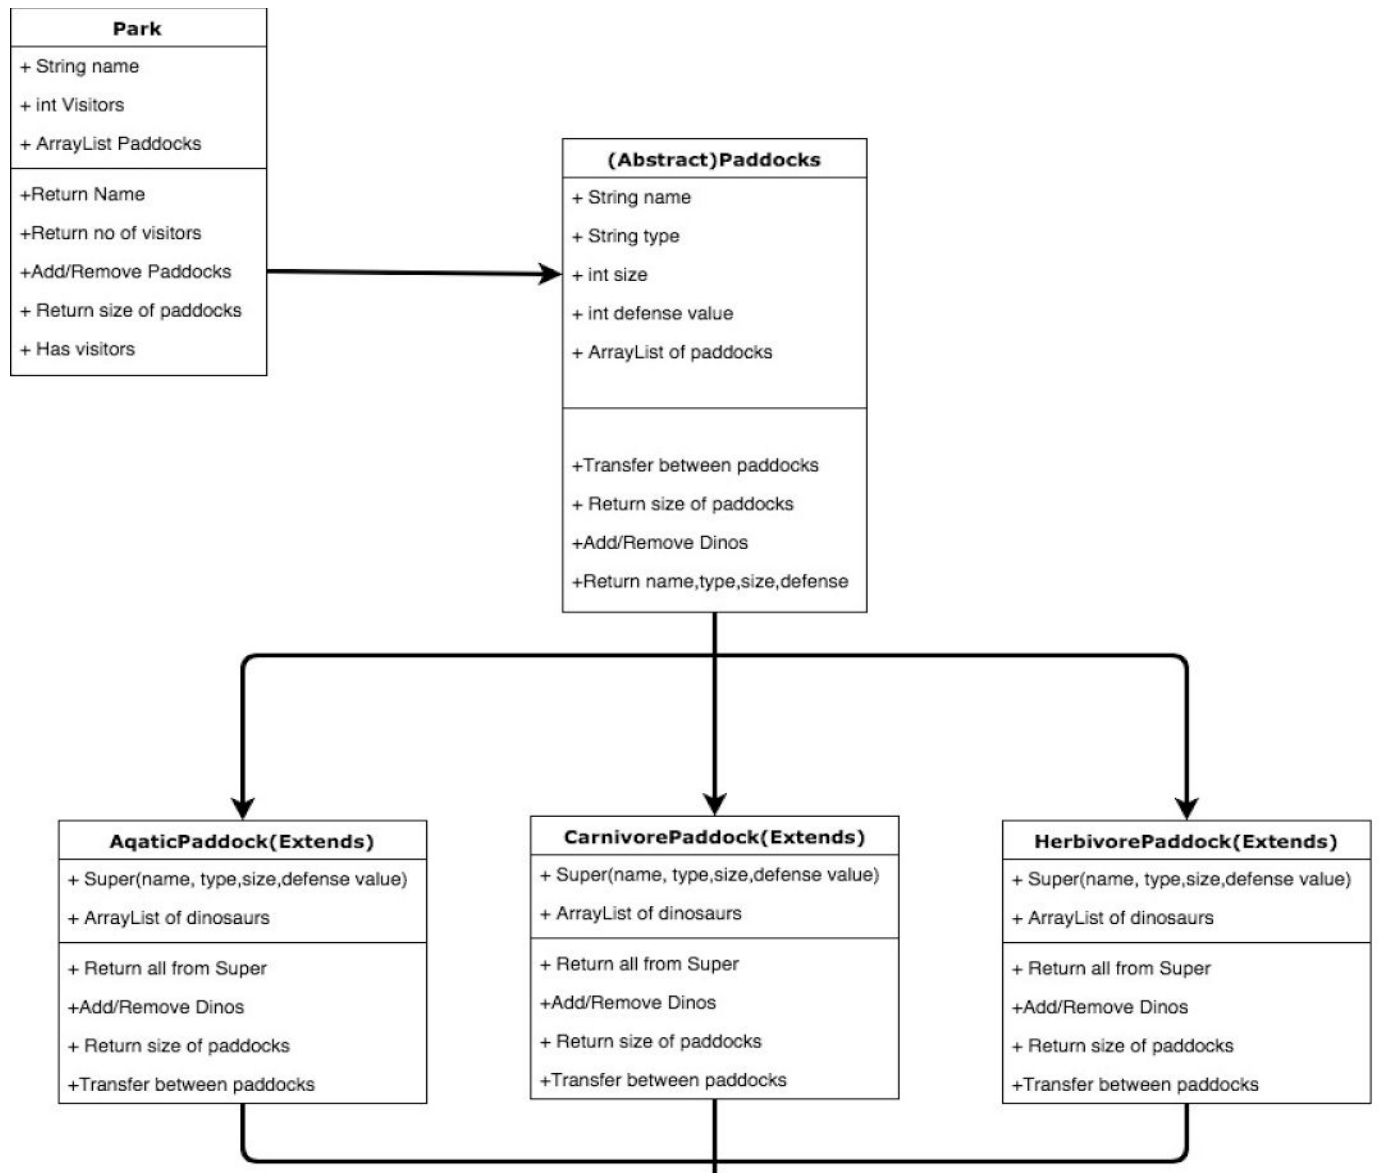 Park
+ String name
+ int Visitors
+ ArrayList Paddocks
+Return Name
+Return no of visitors
+Add/Remove Paddocks
+ Return size of paddocks
+ Has visitors
(Abstract)Paddocks
+ String name
+ String type
+ int size
+ int defense value
+ ArrayList of paddocks
+Transfer between paddocks
+ Return size of paddocks
+Add/Remove Dinos
+Return name,type,size,defense
AqaticPaddock(Extends)
+ Super(name, type,size,defense value)
+ ArrayList of dinosaurs
+ Return all from Super
+Add/Remove Dinos
+ Return size of paddocks
+Transfer between paddocks
CarnivorePaddock(Extends)
+ Super(name, type,size,defense value)
+ ArrayList of dinosaurs
+ Return all from Super
+Add/Remove Dinos
+ Return size of paddocks
+Transfer between paddocks
HerbivorePaddock(Extends)
+ Super(name, type,size,defense value)
+ ArrayList of dinosaurs
+ Return all from Super
+Add/Remove Dinos
+ Return size of paddocks
+Transfer between paddocks